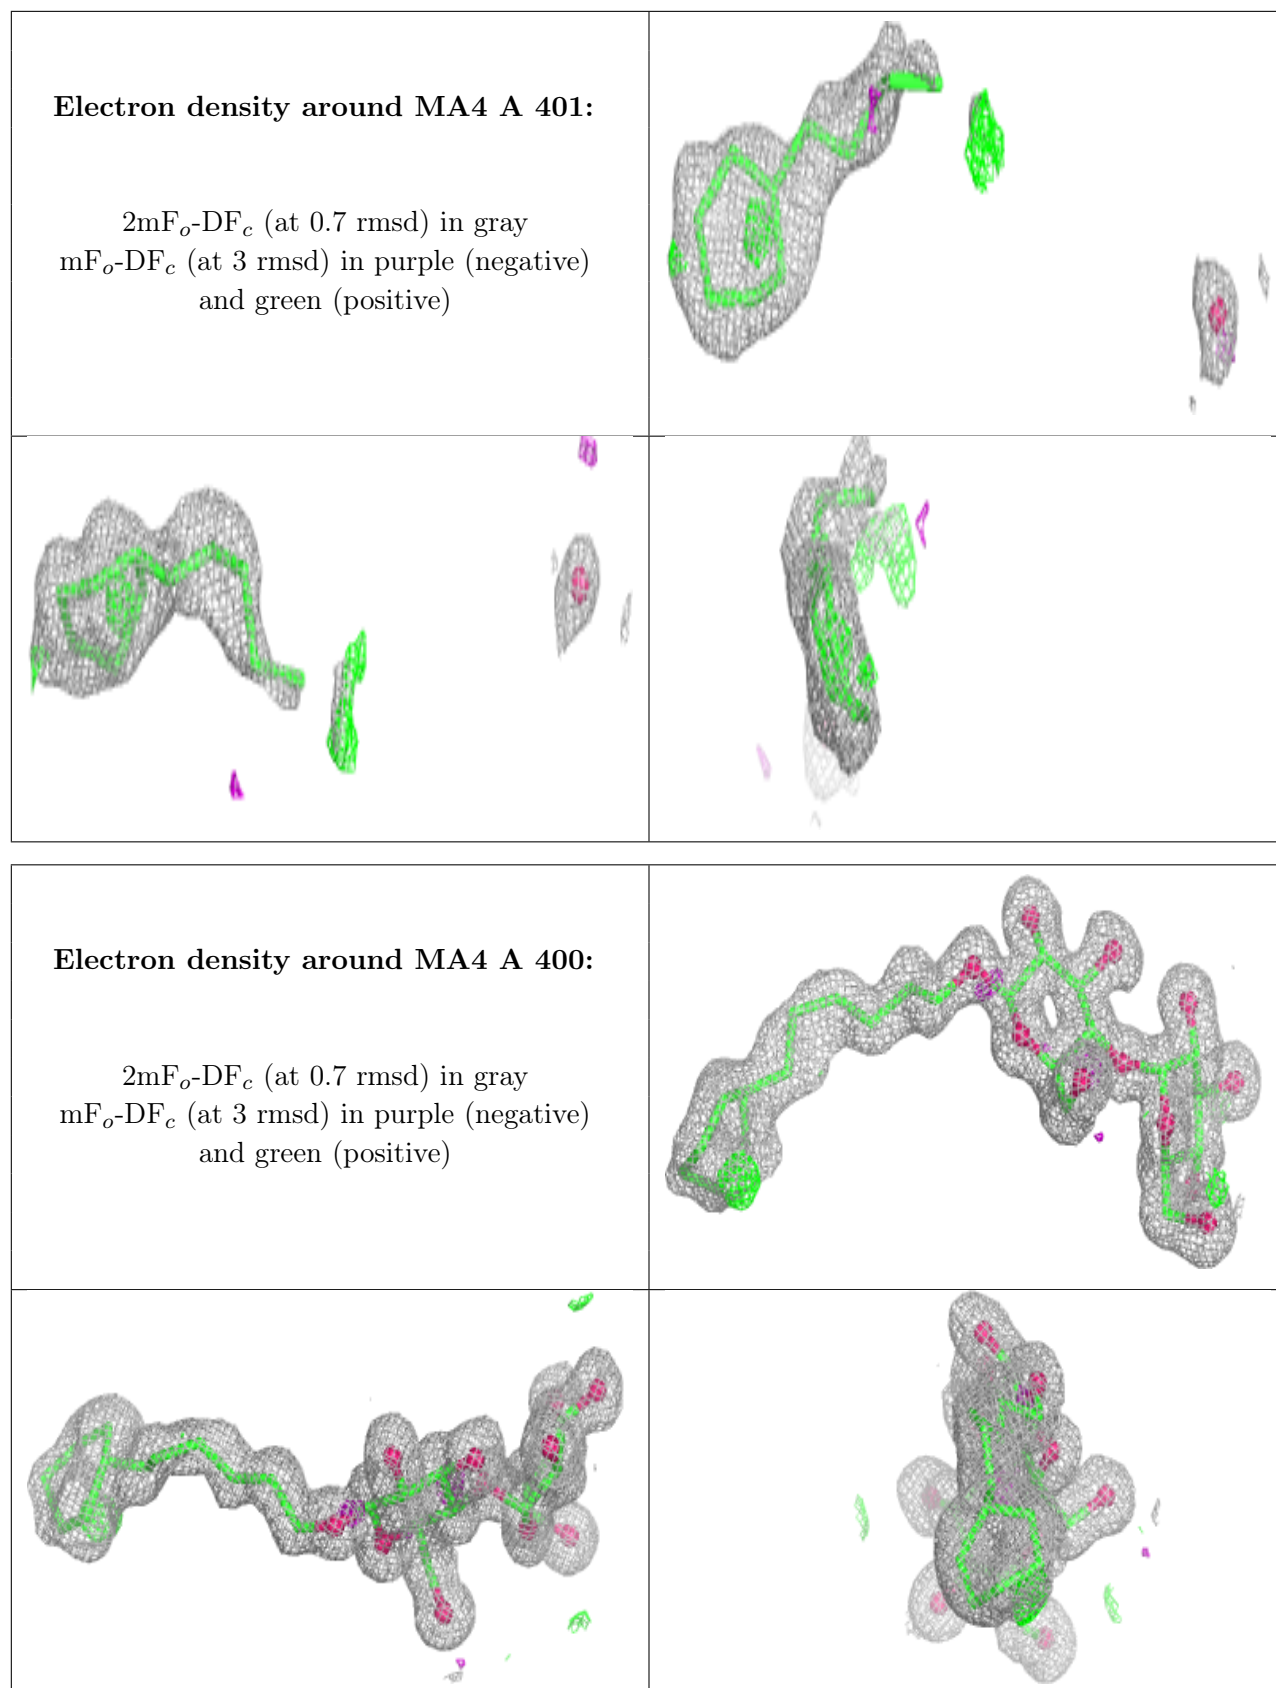 Electron density around MA4 A 401:
2mFₒ-DF𝒸 (at 0.7 rmsd) in gray
mFₒ-DF𝒸 (at 3 rmsd) in purple (negative)
and green (positive)
Electron density around MA4 A 400:
2mFₒ-DF𝒸 (at 0.7 rmsd) in gray
mFₒ-DF𝒸 (at 3 rmsd) in purple (negative)
and green (positive)